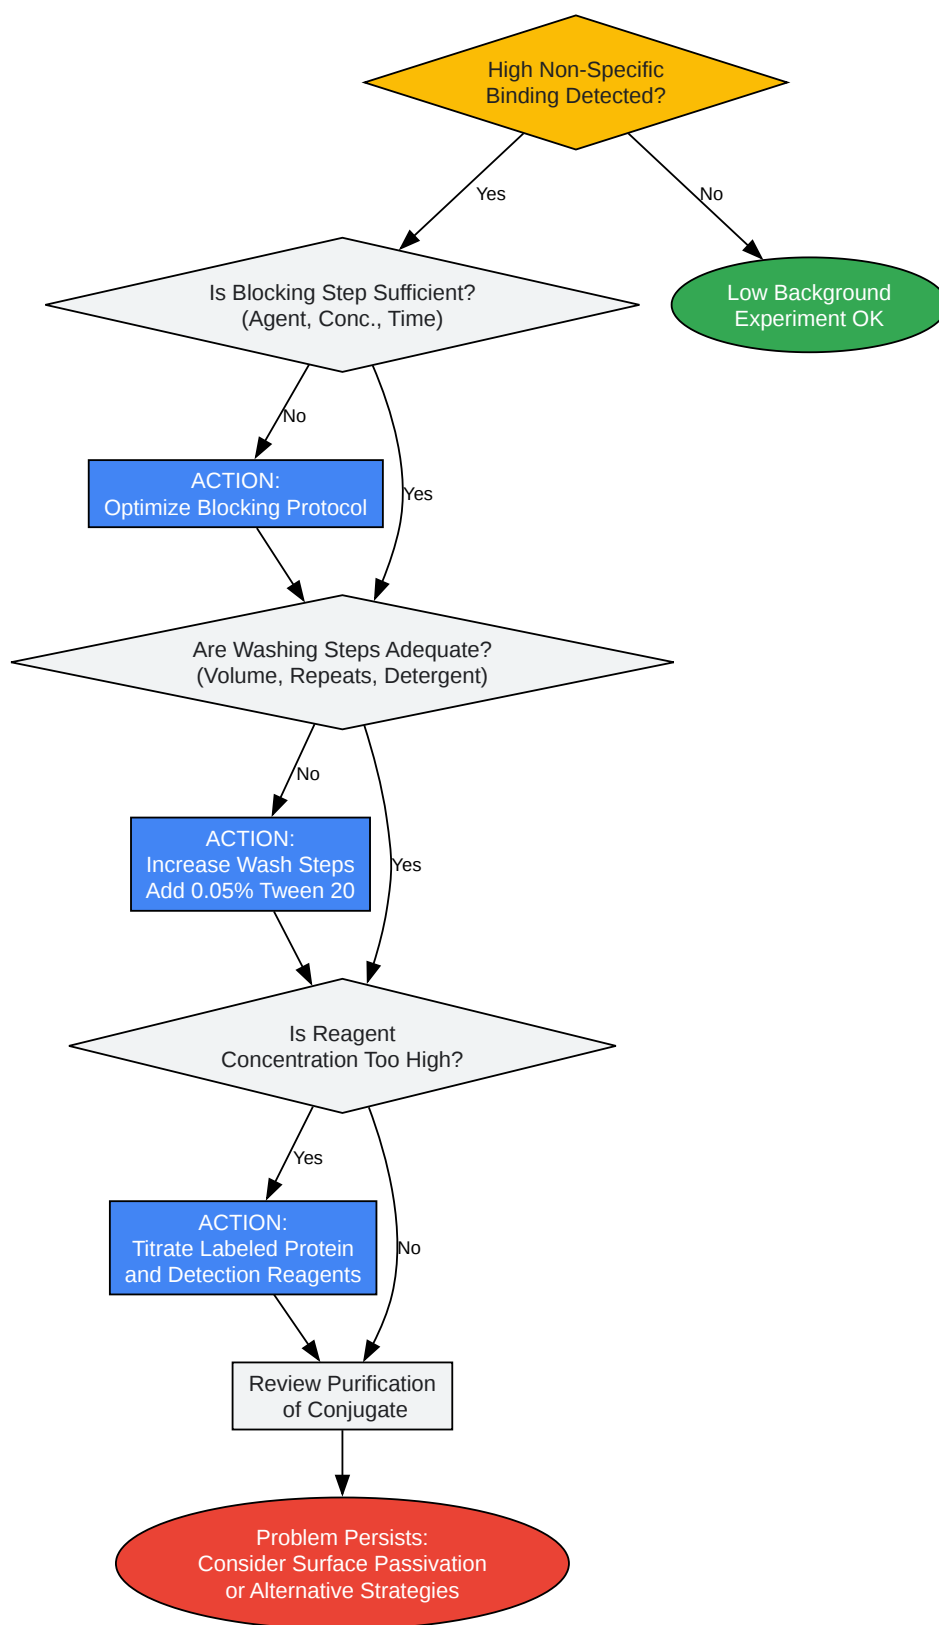 High Non-Specific
Binding Detected?
Yes
No
Is Blocking Step Sufficient?
(Agent, Conc., Time)
Low Background
Experiment OK
No
ACTION:
Optimize Blocking Protocol
Yes
Are Washing Steps Adequate?
(Volume, Repeats, Detergent)
No
ACTION:
Increase Wash Steps
Add 0.05% Tween 20
Yes
Is Reagent
Concentration Too High?
Yes
ACTION:
Titrate Labeled Protein
and Detection Reagents
No
Review Purification
of Conjugate
Problem Persists:
Consider Surface Passivation
or Alternative Strategies